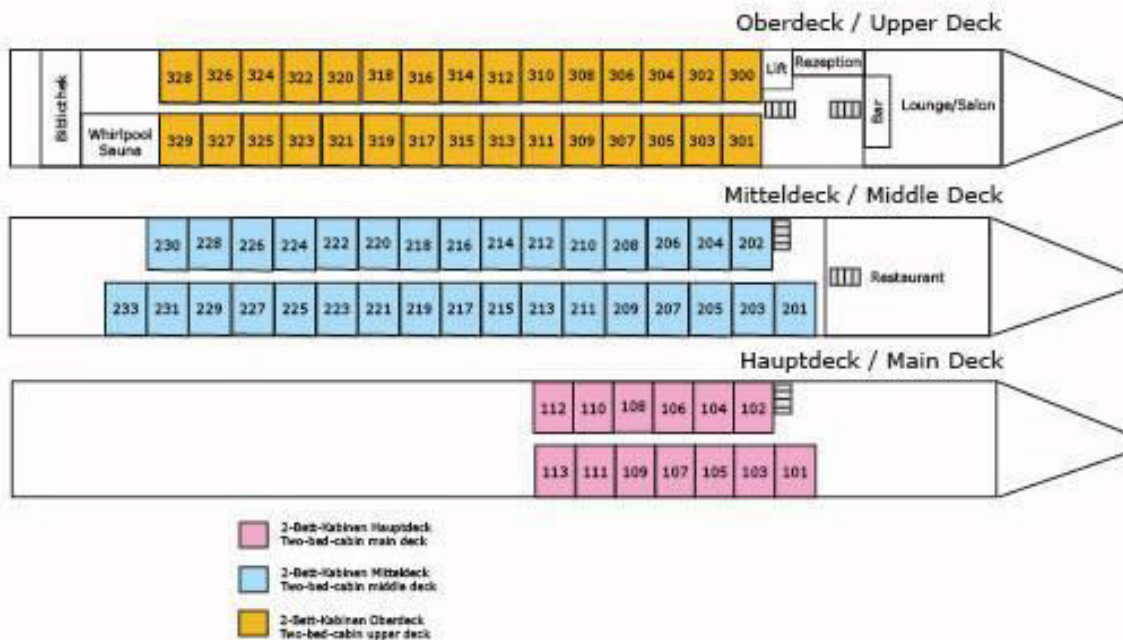 Oberdeck / Upper Deck
328 326 324 322 320 318 316 314 312 310 308 306 304 302 300 Lift Rezeption
Bibliothek
Bar
Lounge/Salon
Whirlpool
Sauna
329 327 325 323 321 319 317 315 313 311 309 307 305 303 301
Mitteldeck / Middle Deck
230 228 226 224 222 220 218 216 214 212 210 208 206 204 202
Restaurant
233 231 229 227 225 223 221 219 217 215 213 211 209 207 205 203 201
Hauptdeck / Main Deck
112 110 108 106 104 102
113 111 109 107 105 103 101
2-Bett-Kabinen Hauptdeck
Two-bed-cabin main deck
2-Bett-Kabinen Mitteldeck
Two-bed-cabin middle deck
2-Bett-Kabinen Oberdeck
Two-bed-cabin upper deck